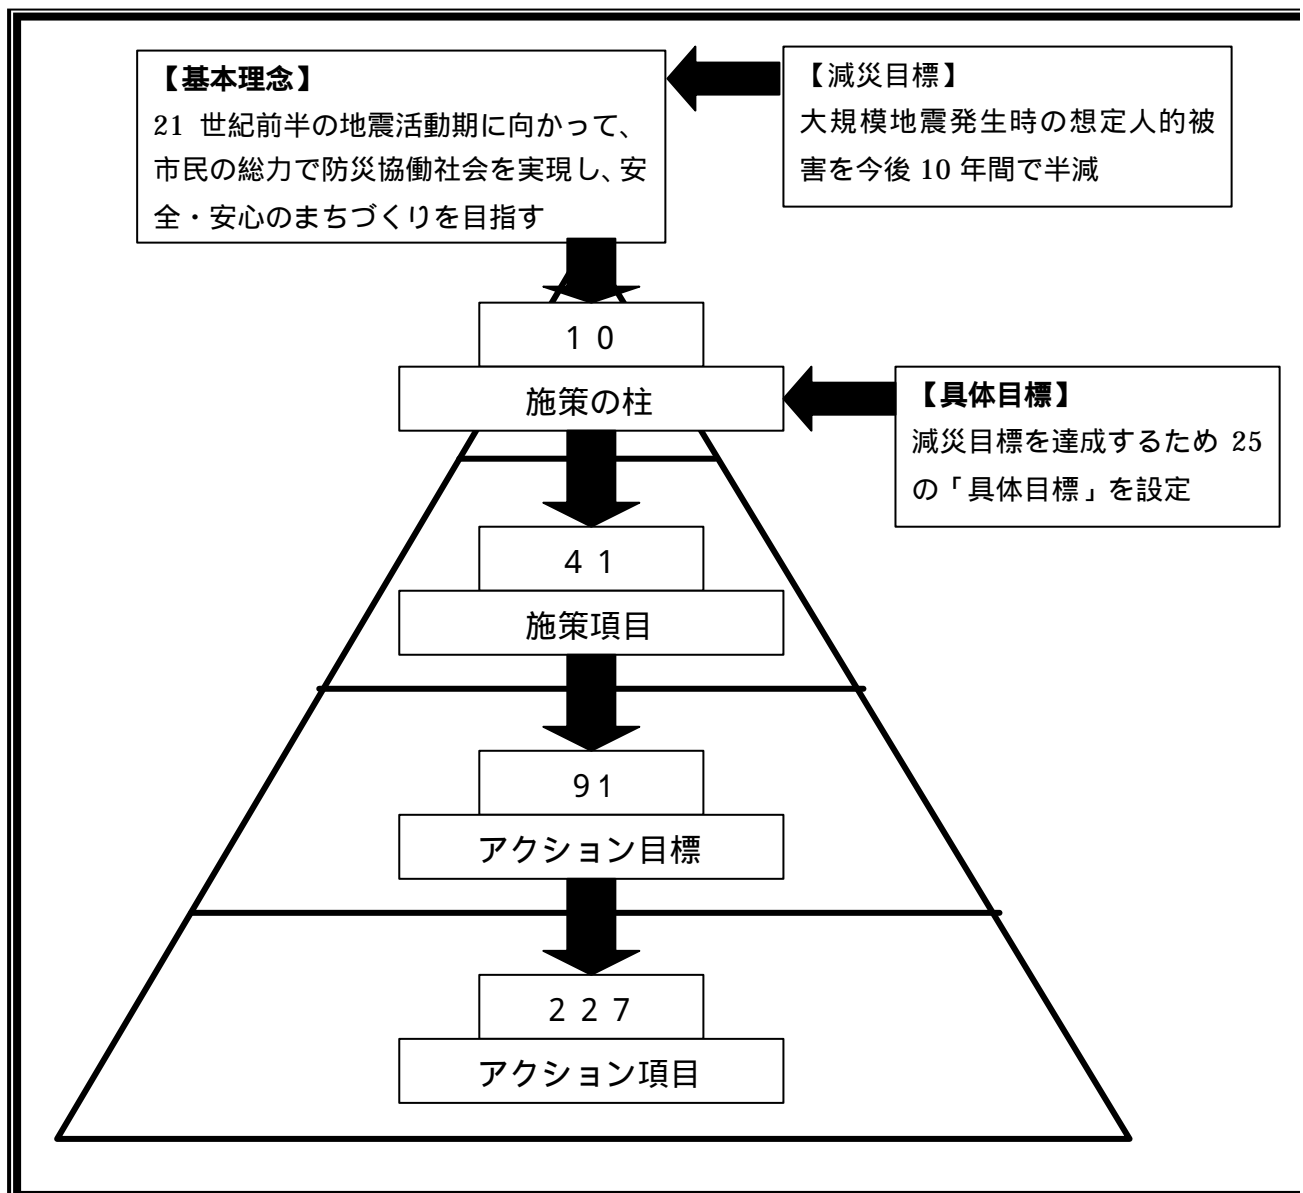 【基本理念】
21 世紀前半の地震活動期に向かって、
市民の総力で防災協働社会を実現し、安
全・安心のまちづくりを目指す
【減災目標】
大規模地震発生時の想定人的被
害を今後 10 年間で半減
10
施策の柱
【具体目標】
減災目標を達成するため 25
の「具体目標」を設定
41
施策項目
91
アクション目標
227
アクション項目